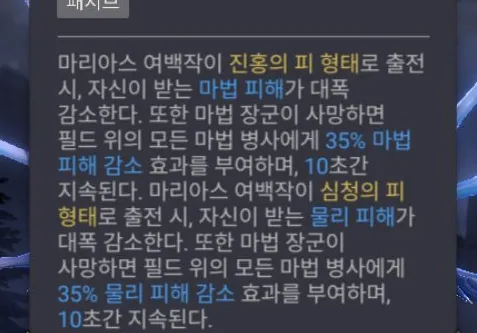 패시브
마리아스 여백작이 진홍의 피 형태로 출전
시, 자신이 받는 마법 피해가 대폭
감소한다. 또한 마법 장군이 사망하면
필드 위의 모든 마법 병사에게 35% 마법
피해 감소 효과를 부여하며, 10초간
지속된다. 마리아스 여백작이 심청의 피
형태로 출전 시, 자신이 받는 물리 피해가
대폭 감소한다. 또한 마법 장군이
사망하면 필드 위의 모든 마법 병사에게
35% 물리 피해 감소 효과를 부여하며,
10초간 지속된다.